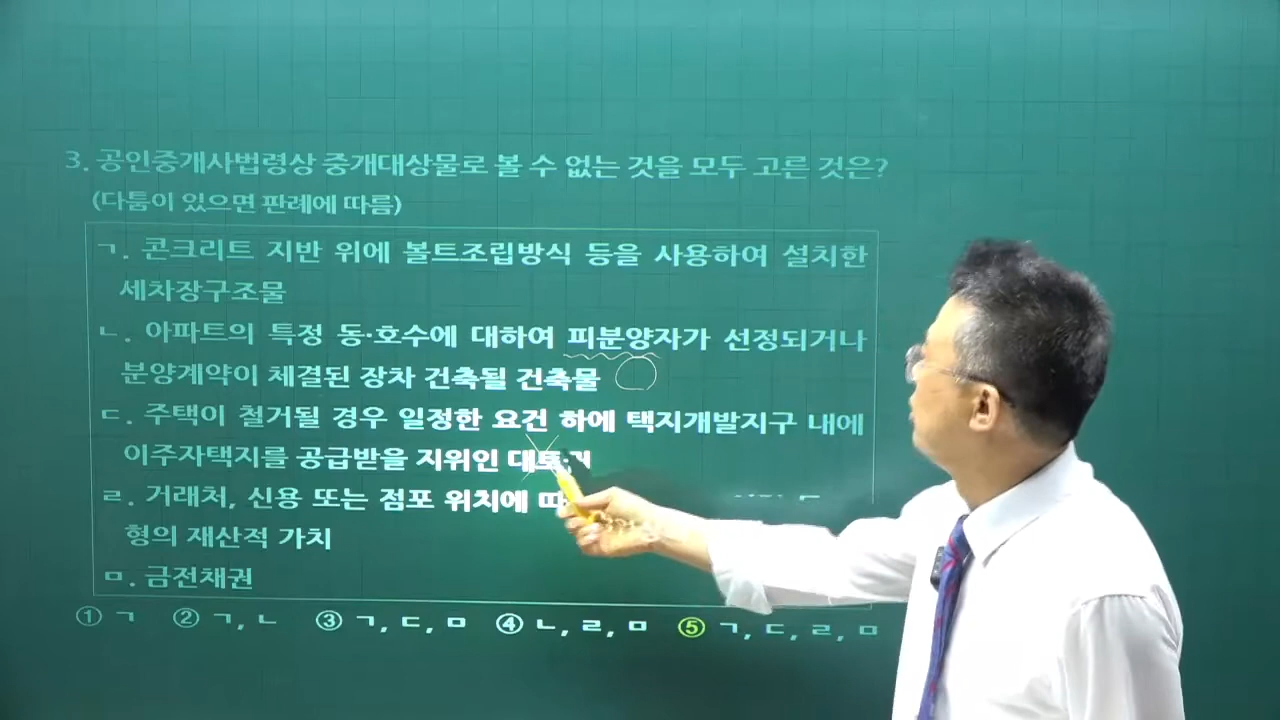 3. 공인중개사법령상 중개대상물로 볼 수 없는 것을 모두 고른 것은?
(다툼이 있으면 판례에 따름)
ㄱ. 콘크리트 지반 위에 볼트조립방식 등을 사용하여 설치한
세차장구조물
ㄴ. 아파트의 특정 동·호수에 대하여 피분양자가 선정되거나
분양계약이 체결된 장차 건축될 건축물
ㄷ. 주택이 철거될 경우 일정한 요건 하에 택지개발지구 내에
이주자택지를 공급받을 지위인
ㄹ. 거래처, 신용 또는 점포 위치에
형의 재산적 가치
ㅁ. 금전채권
① ㄱ ② ㄱ, ㄴ ③ ㄱ, ㄷ, ㅁ ④ ㄴ, ㄹ, ㅁ ⑤ ㄱ, ㄷ, ㄹ, ㅁ